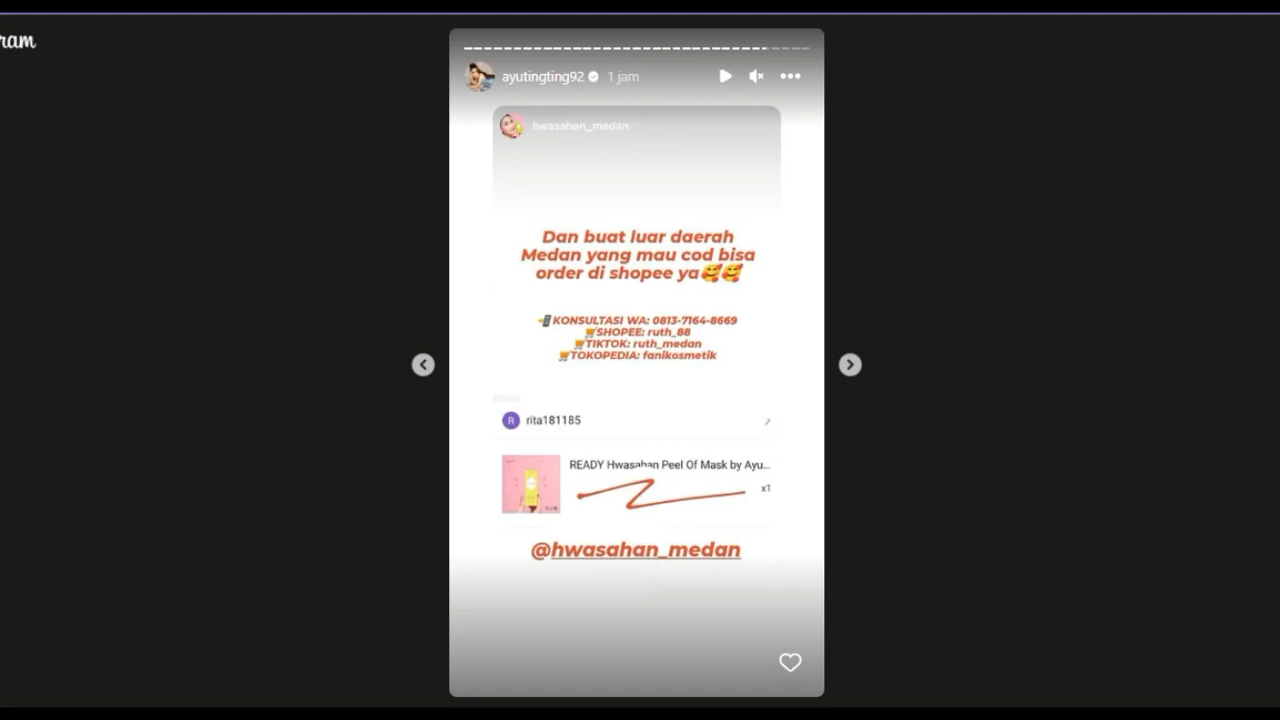 ram
ayutingting92 1 jam
hwasahan_medan
Dan buat luar daerah
Medan yang mau cod bisa
order di shopee ya🥰🥰
📲KONSULTASI WA: 0813-7164-8669
🛒SHOPEE: ruth_88
🛒TIKTOK: ruth_medan
🛒TOKOPEDIA: fanikosmetik
R rita181185
READY Hwasahan Peel Of Mask by Ayu...
x1
@hwasahan_medan